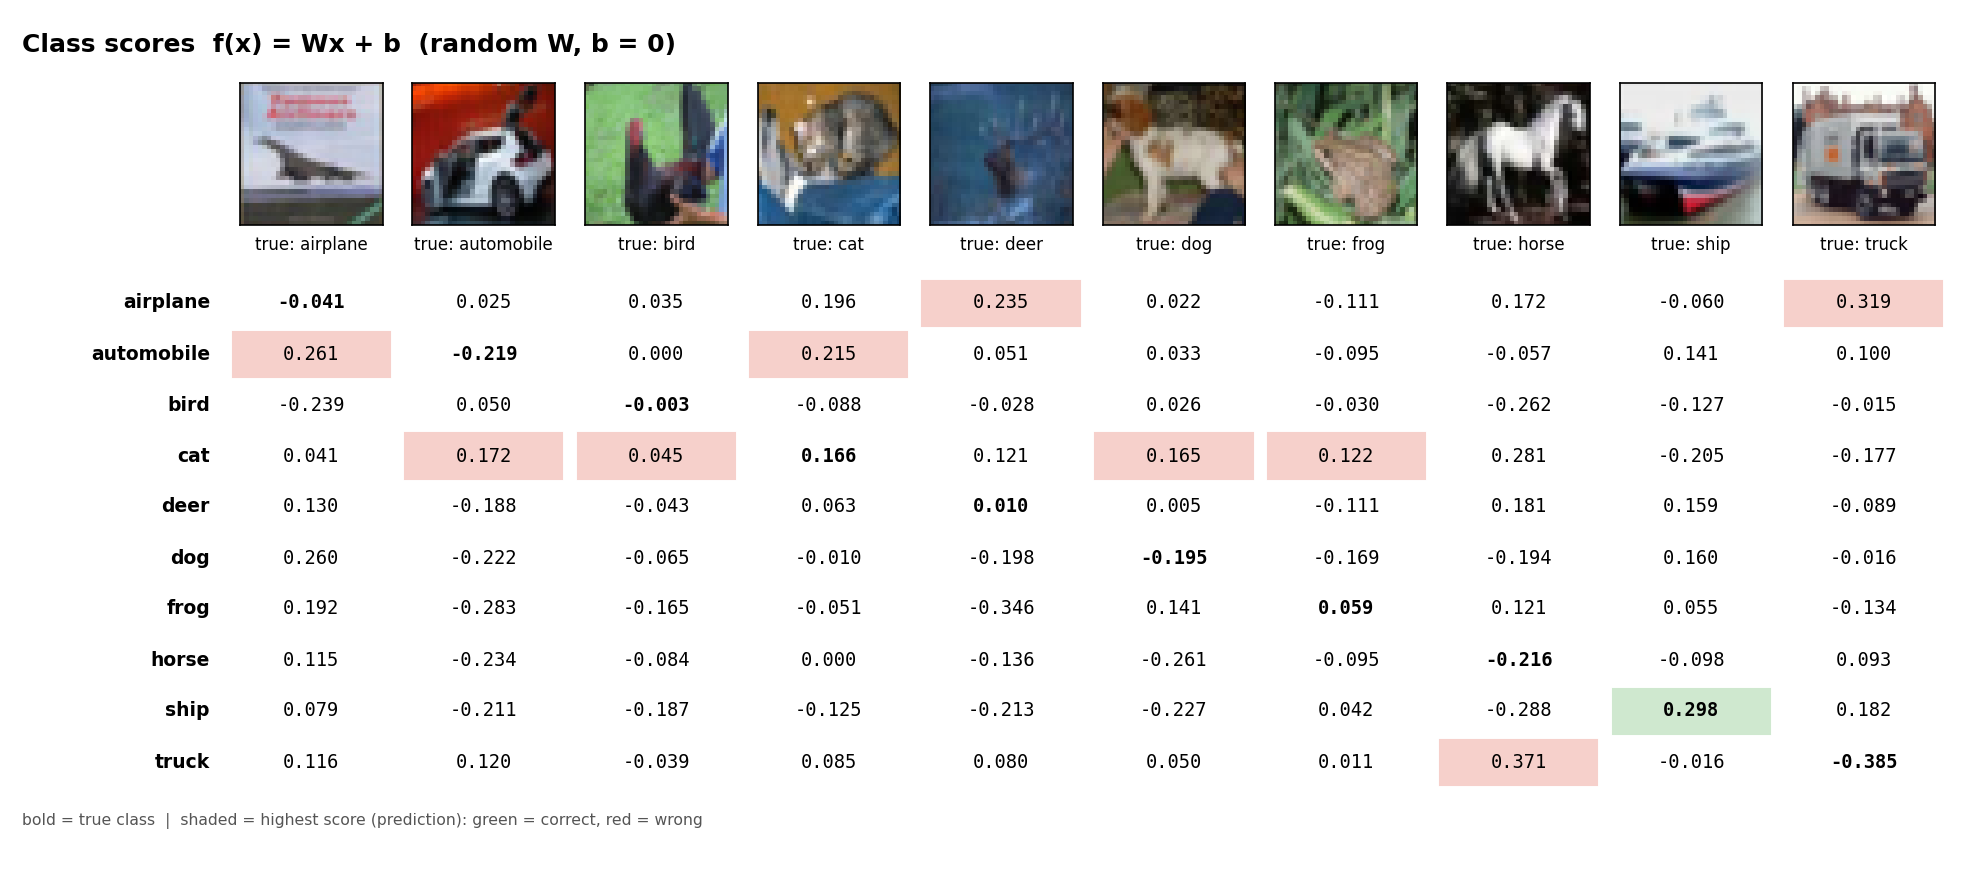 Class scores f(x) = Wx + b (random W, b = 0)
true: airplane true: automobile true: bird true: cat true: deer true: dog true: frog true: horse true: ship true: truck
airplane -0.041 0.025 0.035 0.196 0.235 0.022 -0.111 0.172 -0.060 0.319
automobile 0.261 -0.219 0.000 0.215 0.051 0.033 -0.095 -0.057 0.141 0.100
bird -0.239 0.050 -0.003 -0.088 -0.028 0.026 -0.030 -0.262 -0.127 -0.015
cat 0.041 0.172 0.045 0.166 0.121 0.165 0.122 0.281 -0.205 -0.177
deer 0.130 -0.188 -0.043 0.063 0.010 0.005 -0.111 0.181 0.159 -0.089
dog 0.260 -0.222 -0.065 -0.010 -0.198 -0.195 -0.169 -0.194 0.160 -0.016
frog 0.192 -0.283 -0.165 -0.051 -0.346 0.141 0.059 0.121 0.055 -0.134
horse 0.115 -0.234 -0.084 0.000 -0.136 -0.261 -0.095 -0.216 -0.098 0.093
ship 0.079 -0.211 -0.187 -0.125 -0.213 -0.227 0.042 -0.288 0.298 0.182
truck 0.116 0.120 -0.039 0.085 0.080 0.050 0.011 0.371 -0.016 -0.385
bold = true class | shaded = highest score (prediction): green = correct, red = wrong